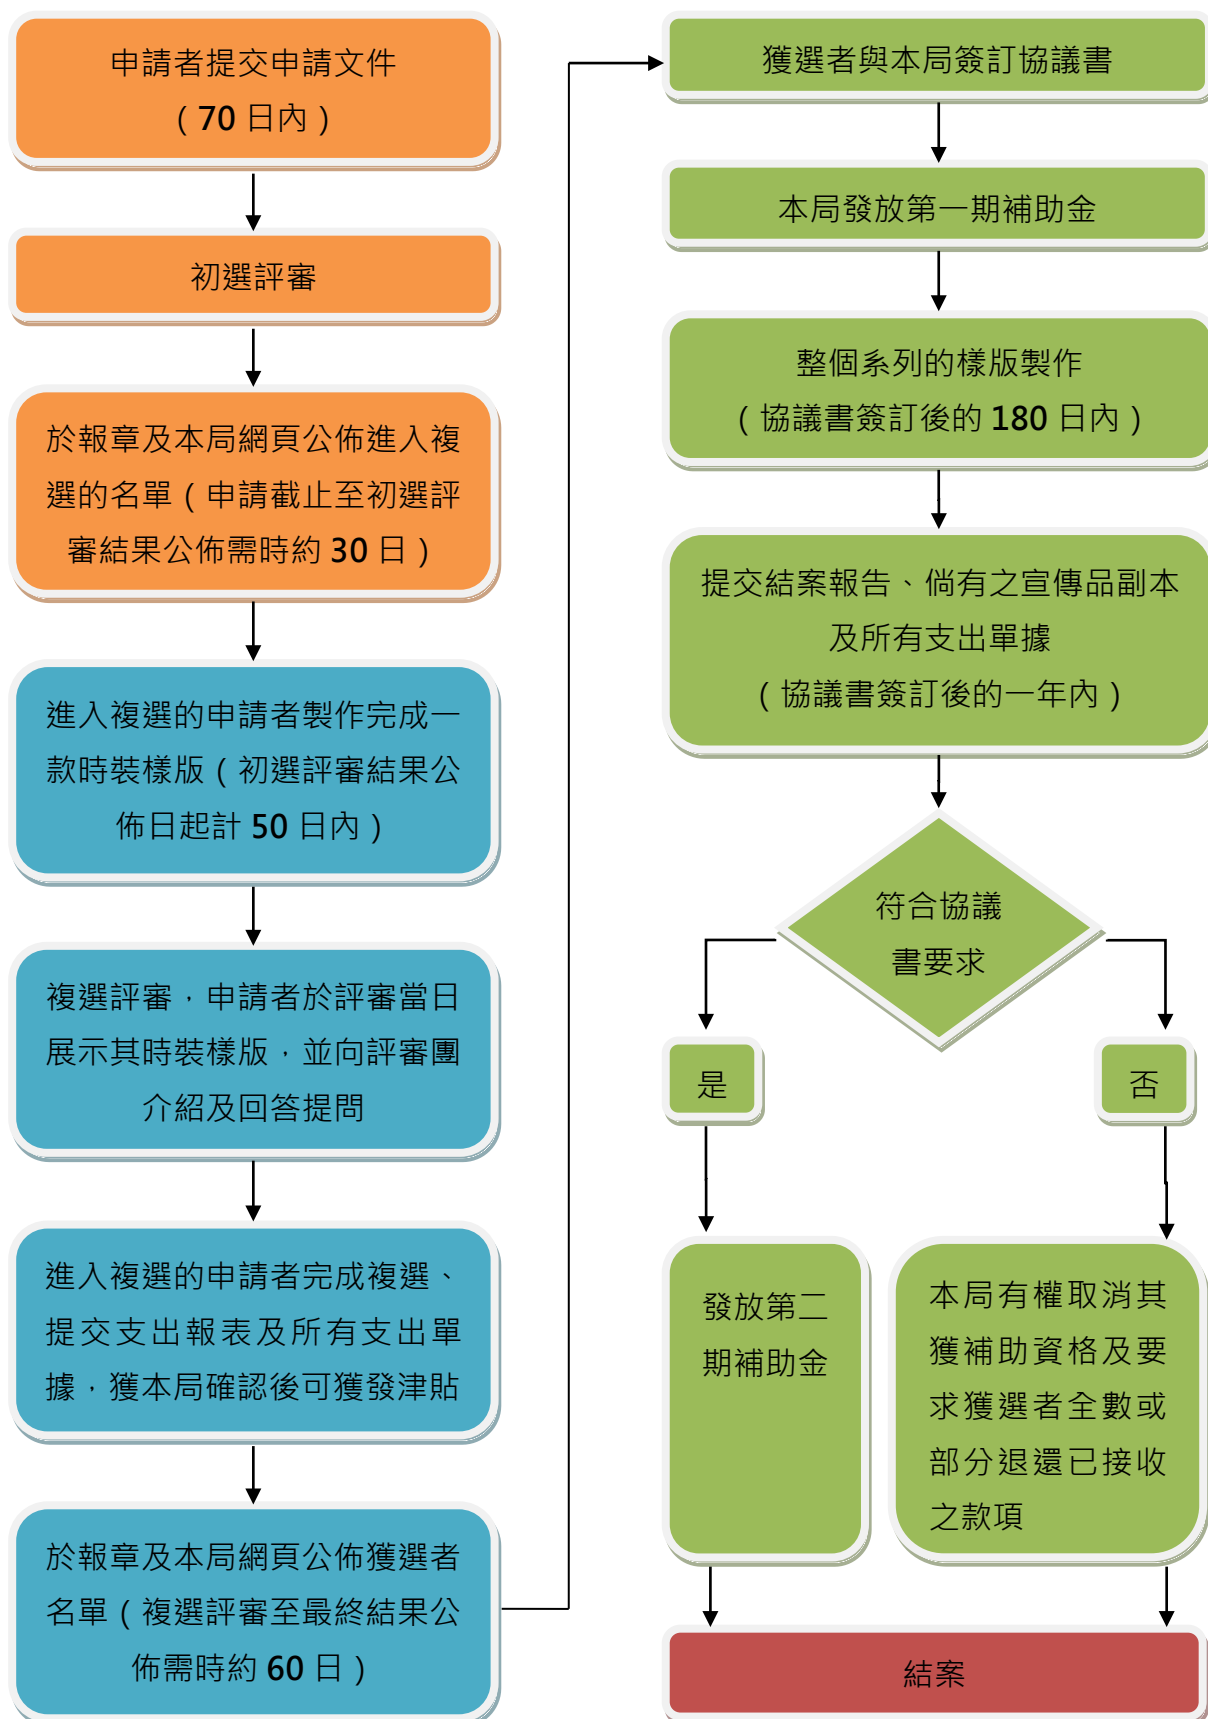 申請者提交申請文件
（70 日內）
初選評審
於報章及本局網頁公佈進入複
選的名單（申請截止至初選評
審結果公佈需時約 30 日）
進入複選的申請者製作完成一
款時裝樣版（初選評審結果公
佈日起計 50 日內）
複選評審，申請者於評審當日
展示其時裝樣版，並向評審團
介紹及回答提問
進入複選的申請者完成複選、
提交支出報表及所有支出單
據，獲本局確認後可獲發津貼
於報章及本局網頁公佈獲選者
名單（複選評審至最終結果公
佈需時約 60 日）
獲選者與本局簽訂協議書
本局發放第一期補助金
整個系列的樣版製作
（協議書簽訂後的 180 日內）
提交結案報告、倘有之宣傳品副本
及所有支出單據
（協議書簽訂後的一年內）
符合協議
書要求
是
否
發放第二
期補助金
本局有權取消其
獲補助資格及要
求獲選者全數或
部分退還已接收
之款項
結案